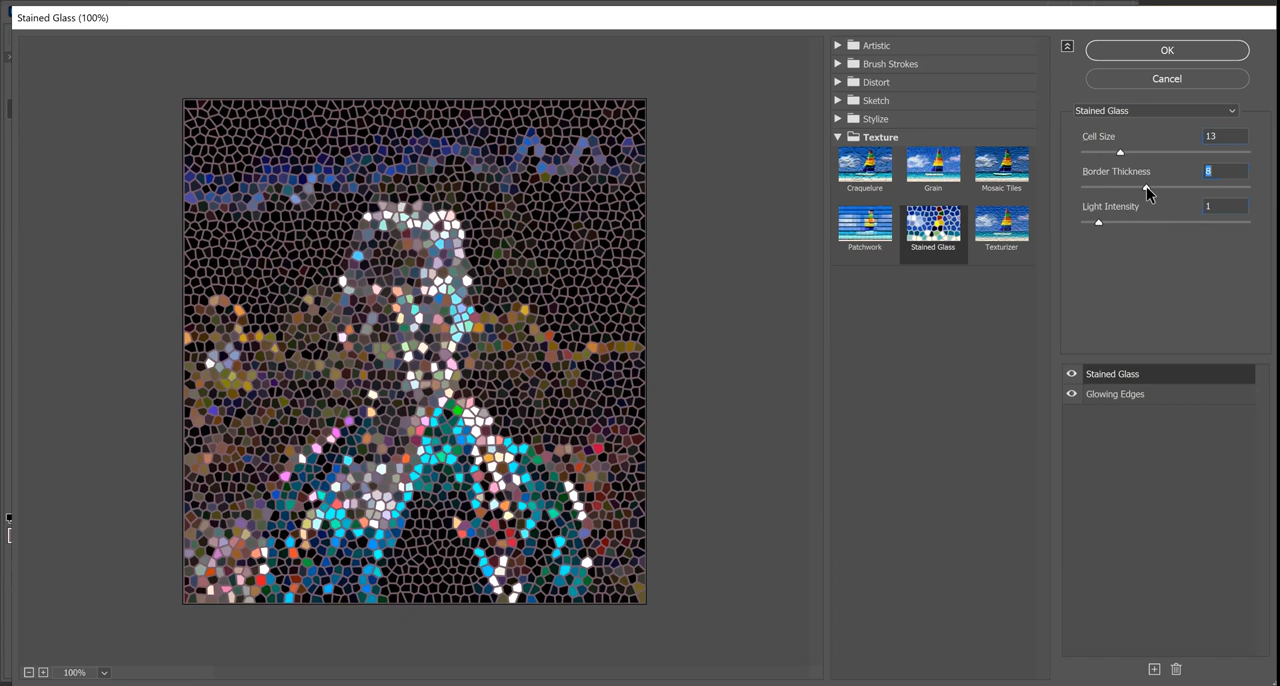 Stained Glass (100%)
Artistic
Brush Strokes
Distort
Sketch
Stylize
Texture
Craquelure
Grain
Mosaic Tiles
Patchwork
Stained Glass
Texturizer
OK
Cancel
Stained Glass
Cell Size 13
Border Thickness 8
Light Intensity 1
Stained Glass
Glowing Edges
100%